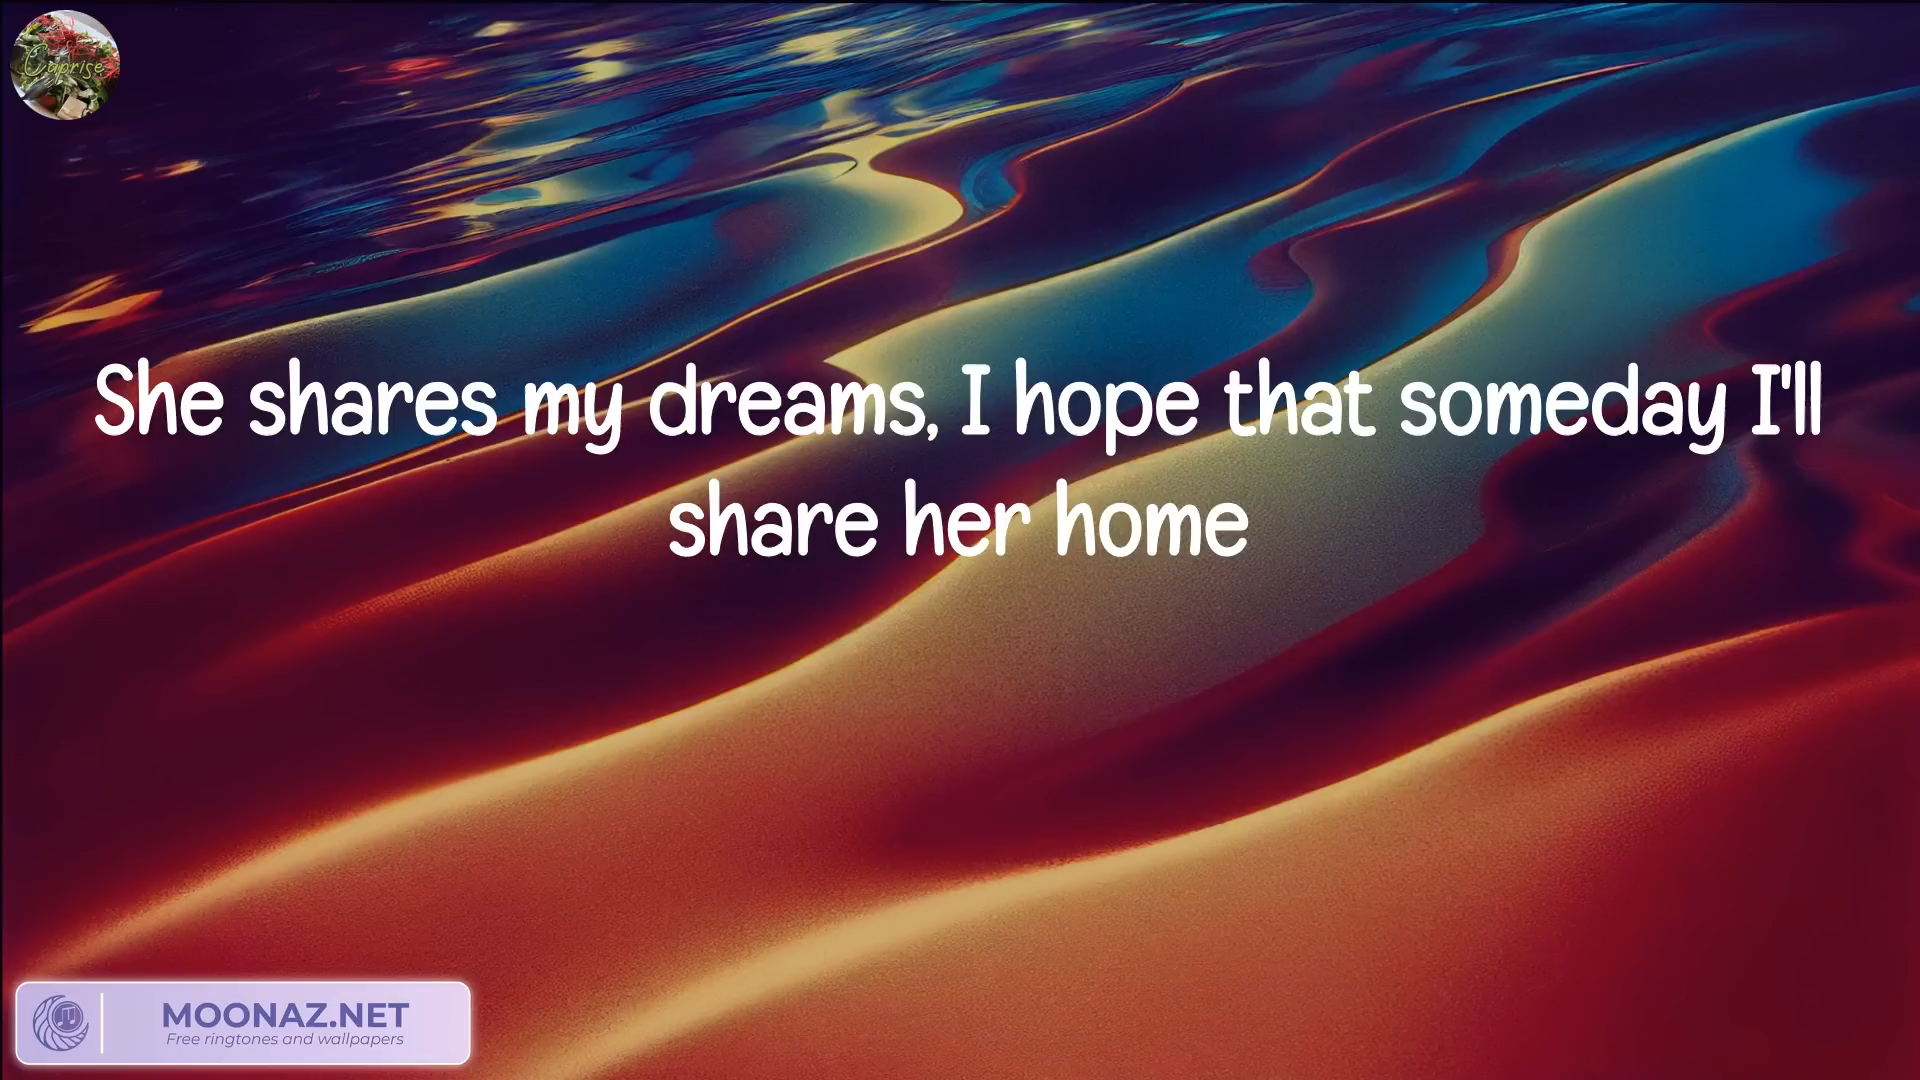 Caprise
She shares my dreams, I hope that someday I'll
share her home
MOONAZ.NET
Free ringtones and wallpapers